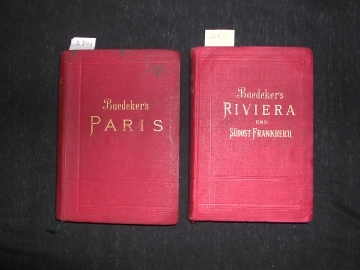 Baedeker's
PARIS
Baedeker's
RIVIERA
UND
SÜDOST-FRANKREICH